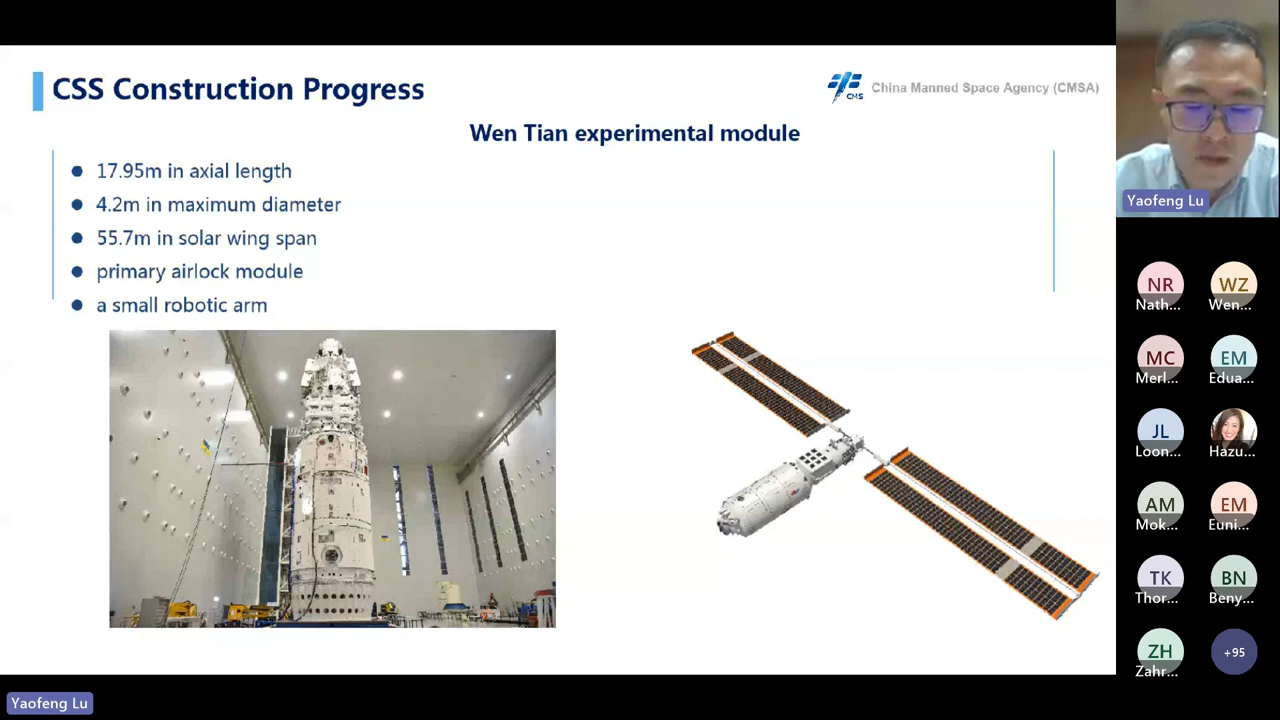 CSS Construction Progress
CMS
China Manned Space Agency (CMSA)
Wen Tian experimental module
17.95m in axial length
4.2m in maximum diameter
55.7m in solar wing span
primary airlock module
a small robotic arm
Yaofeng Lu
NR
Nath...
WZ
Wen...
MC
Merl...
EM
Edua...
JL
Loon...
Hazu...
AM
Mok...
EM
Euni...
TK
Thor...
BN
Beny...
ZH
Zahr...
+95
Yaofeng Lu